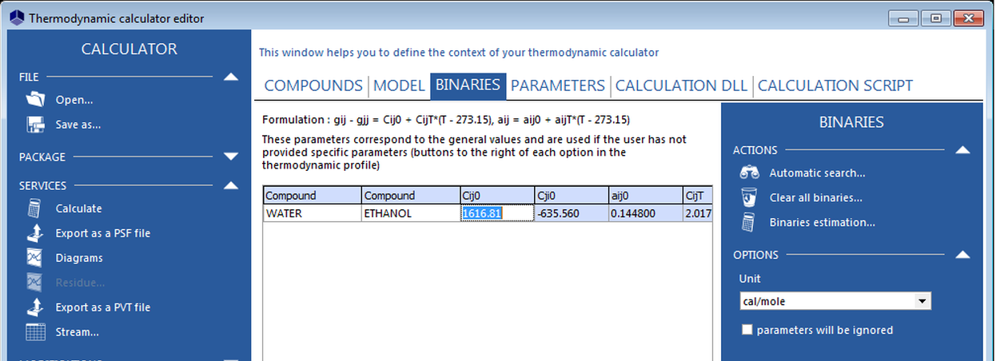 Thermodynamic calculator editor
CALCULATOR
FILE
Open...
Save as...
PACKAGE
SERVICES
Calculate
Export as a PSF file
Diagrams
Residue...
Export as a PVT file
Stream...
This window helps you to define the context of your thermodynamic calculator
COMPOUNDS MODEL BINARIES PARAMETERS CALCULATION DLL CALCULATION SCRIPT
Formulation : gij - gjj = Cij0 + CijT*(T - 273.15), aij = aij0 + aijT*(T - 273.15)
These parameters correspond to the general values and are used if the user has not
provided specific parameters (buttons to the right of each option in the
thermodynamic profile)
Compound Compound Cij0 Cji0 aij0 CijT
WATER ETHANOL 1616.81 -635.560 0.144800 2.017
BINARIES
ACTIONS
Automatic search...
Clear all binaries...
Binaries estimation...
OPTIONS
Unit
cal/mole
parameters will be ignored